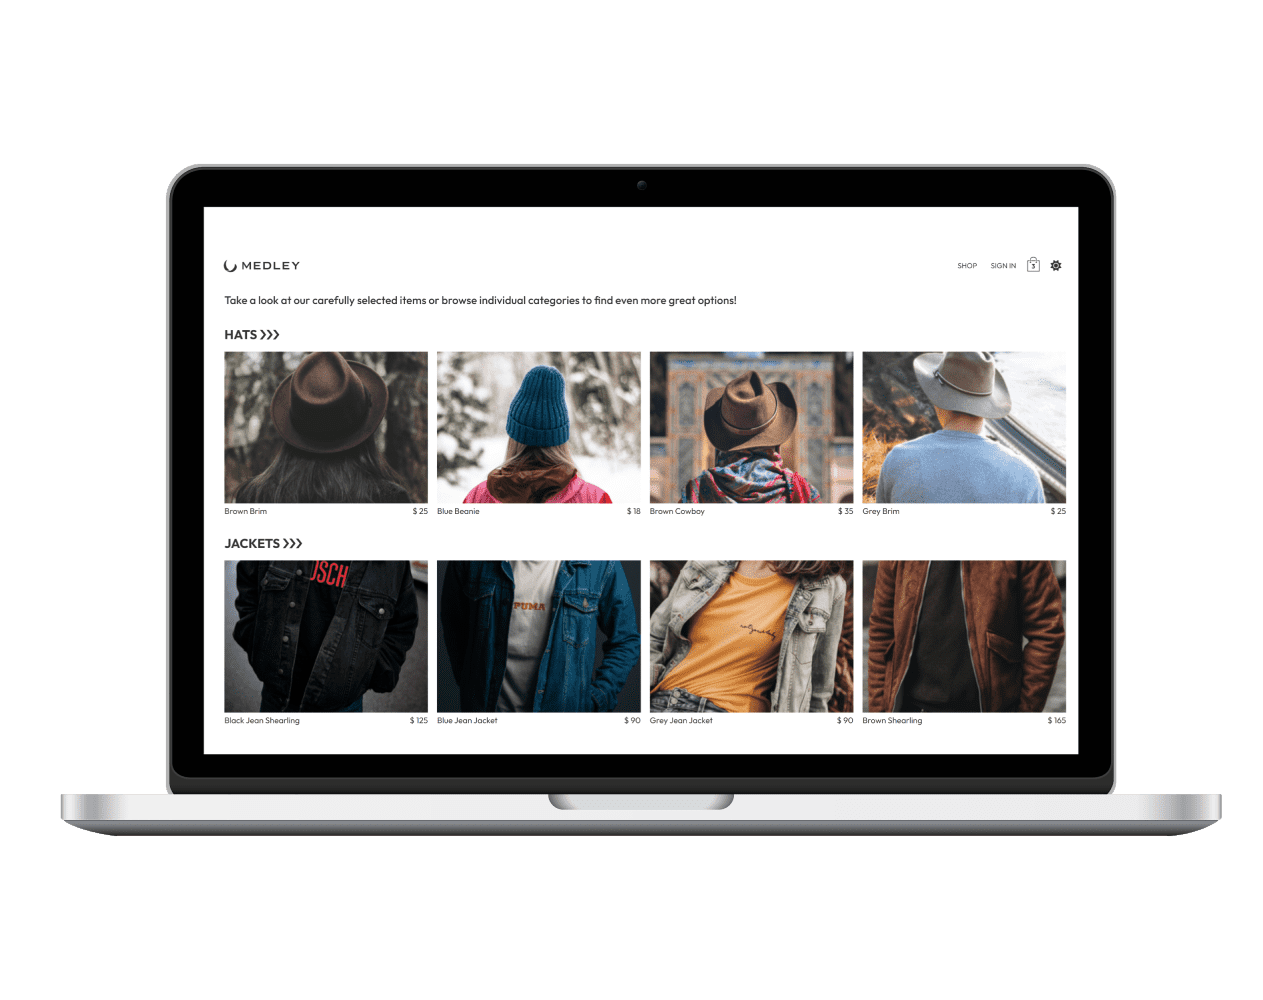 MEDLEY
SHOP SIGN IN 3
Take a look at our carefully selected items or browse individual categories to find even more great options!
HATS
Brown Brim $ 25 Blue Beanie $ 18 Brown Cowboy $ 35 Grey Brim $ 25
JACKETS
JSCH
PUMA
Black Jean Shearling $ 125 Blue Jean Jacket $ 90 Grey Jean Jacket $ 90 Brown Shearling $ 165